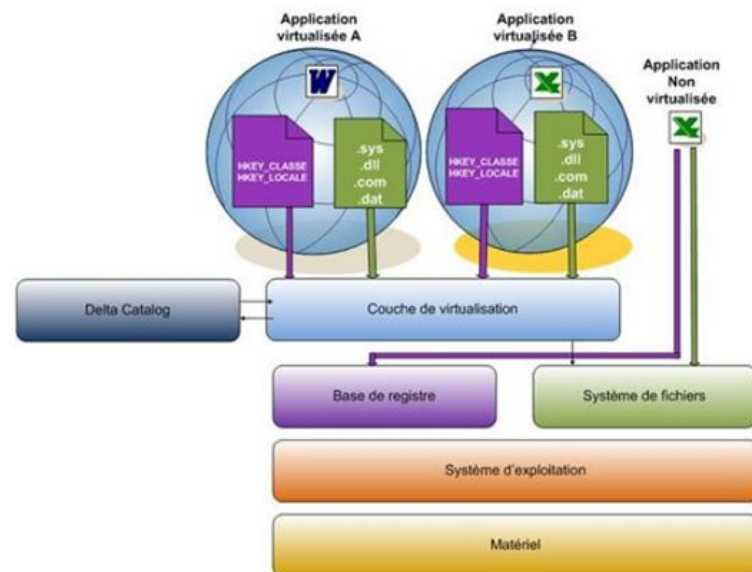 Application
virtualisée A
Application
virtualisée B
Application
Non
virtualisée
W
X
X
HKEY_CLASSE
HKEY_LOCALE
.sys
.dll
.com
.dat
HKEY_CLASSE
HKEY_LOCALE
.sys
.dll
.com
.dat
Delta Catalog
Couche de virtualisation
Base de registre
Système de fichiers
Système d'exploitation
Matériel